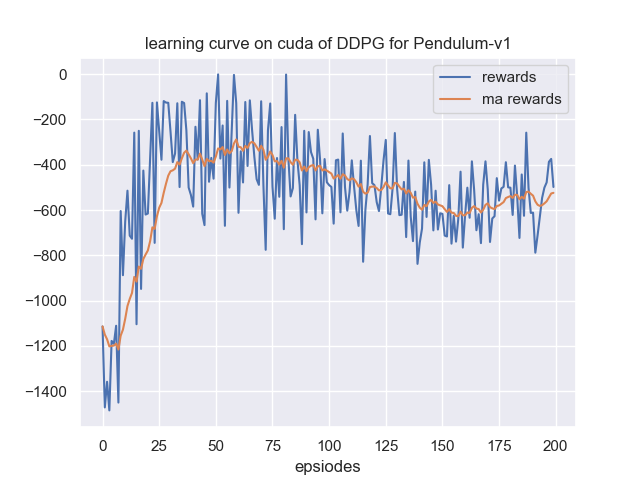 learning curve on cuda of DDPG for Pendulum-v1
rewards
ma rewards
0
−200
−400
−600
−800
−1000
−1200
−1400
0 25 50 75 100 125 150 175 200
epsiodes